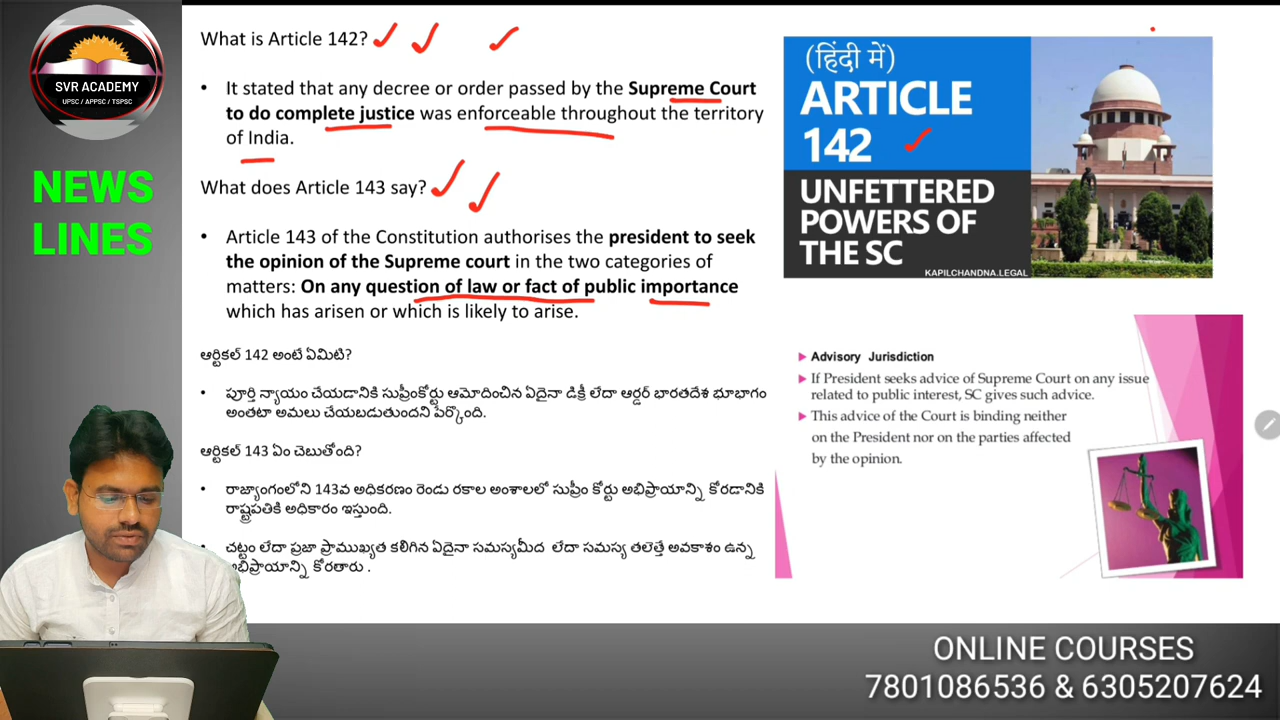 SVR ACADEMY
UPSC / APPSC / TSPSC
NEWS
LINES
What is Article 142?
• It stated that any decree or order passed by the Supreme Court
to do complete justice was enforceable throughout the territory
of India.
What does Article 143 say?
• Article 143 of the Constitution authorises the president to seek
the opinion of the Supreme court in the two categories of
matters: On any question of law or fact of public importance
which has arisen or which is likely to arise.
ఆర్టికల్ 142 అంటే ఏమిటి?
• పూర్తి న్యాయం చేయడానికి సుప్రీంకోర్టు ఆమోదించిన ఏదైనా డిక్రీ లేదా ఆర్డర్ భారతదేశ భూభాగం
అంతటా అమలు చేయబడుతుందని పేర్కొంది.
ఆర్టికల్ 143 ఏం చెబుతోంది?
• రాజ్యాంగంలోని 143వ అధికరణం రెండు రకాల అంశాలలో సుప్రీం కోర్టు అభిప్రాయాన్ని కోరడానికి
రాష్ట్రపతికి అధికారం ఇస్తుంది.
• చట్టం లేదా ప్రజా ప్రాముఖ్యత కలిగిన ఏదైనా సమస్యమీద లేదా సమస్య తలెత్తే అవకాశం ఉన్న
కోరతారు .
(हिंदी में)
ARTICLE
142
UNFETTERED
POWERS OF
THE SC
KAPILCHANDNA.LEGAL
Advisory Jurisdiction
If President seeks advice of Supreme Court on any issue
related to public interest, SC gives such advice.
This advice of the Court is binding neither
on the President nor on the parties affected
by the opinion.
ONLINE COURSES
7801086536 & 6305207624